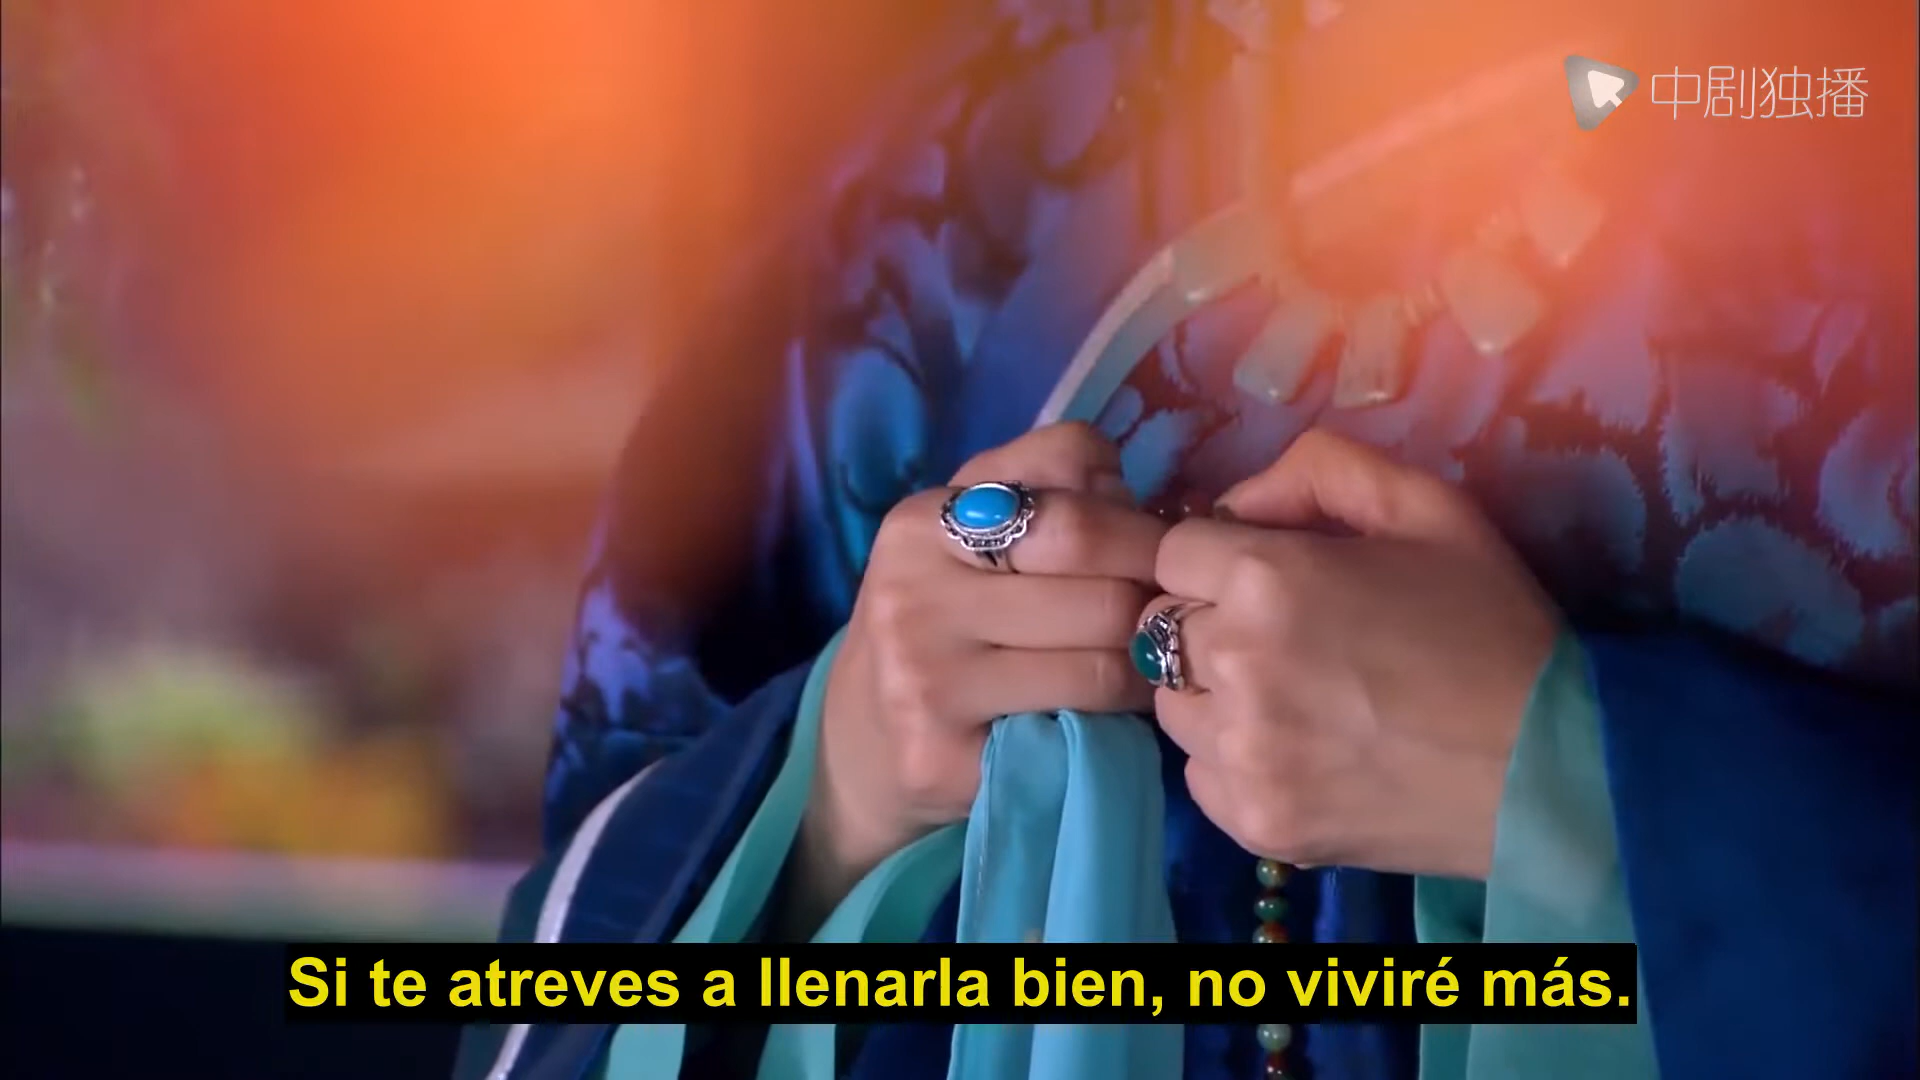 中剧独播
Si te atreves a llenarla bien, no viviré más.